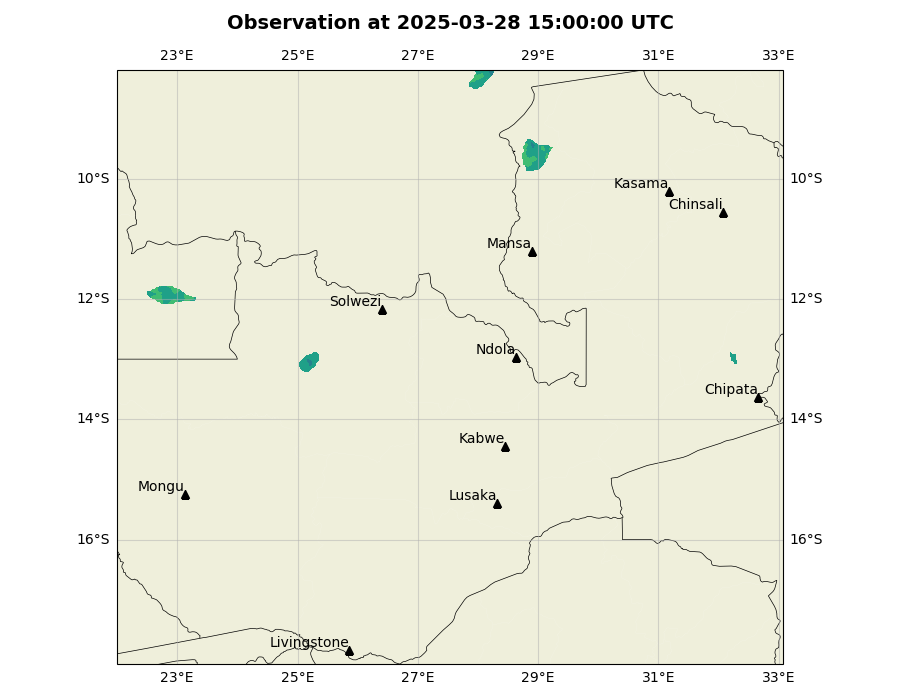 Observation at 2025-03-28 15:00:00 UTC
23°E 25°E 27°E 29°E 31°E 33°E
10°S 10°S
Kasama
Chinsali
Mansa
12°S 12°S
Solwezi
Ndola
Chipata
14°S 14°S
Kabwe
Mongu
Lusaka
16°S 16°S
Livingstone
23°E 25°E 27°E 29°E 31°E 33°E